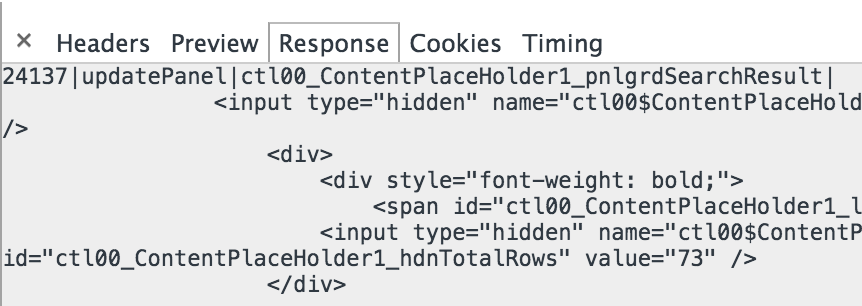 × Headers Preview Response Cookies Timing
24137|updatePanel|ctl00_ContentPlaceHolder1_pnlgrdSearchResult|
<input type="hidden" name="ctl00$ContentPlaceHold
/>
<div>
<div style="font-weight: bold;">
<span id="ctl00_ContentPlaceHolder1_l
<input type="hidden" name="ctl00$ContentP
id="ctl00_ContentPlaceHolder1_hdnTotalRows" value="73" />
</div>